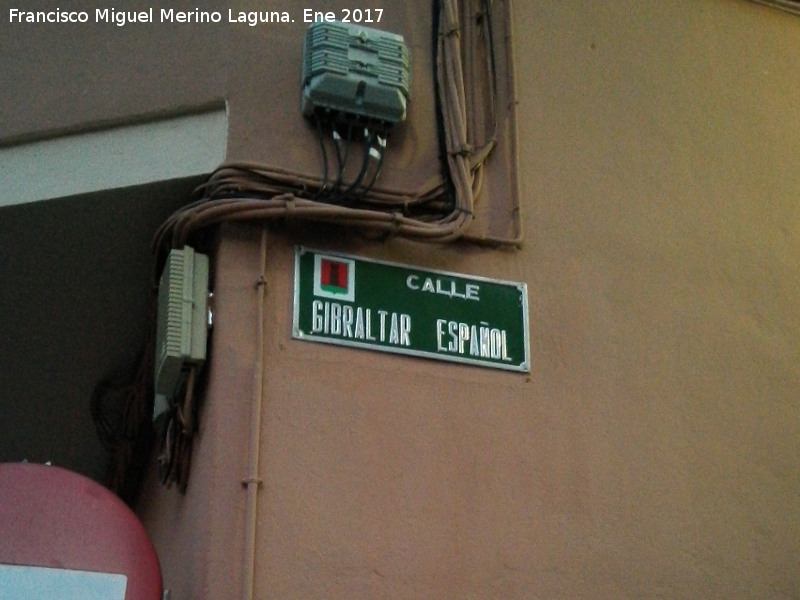 Francisco Miguel Merino Laguna. Ene 2017
CALLE
GIBRALTAR ESPAÑOL